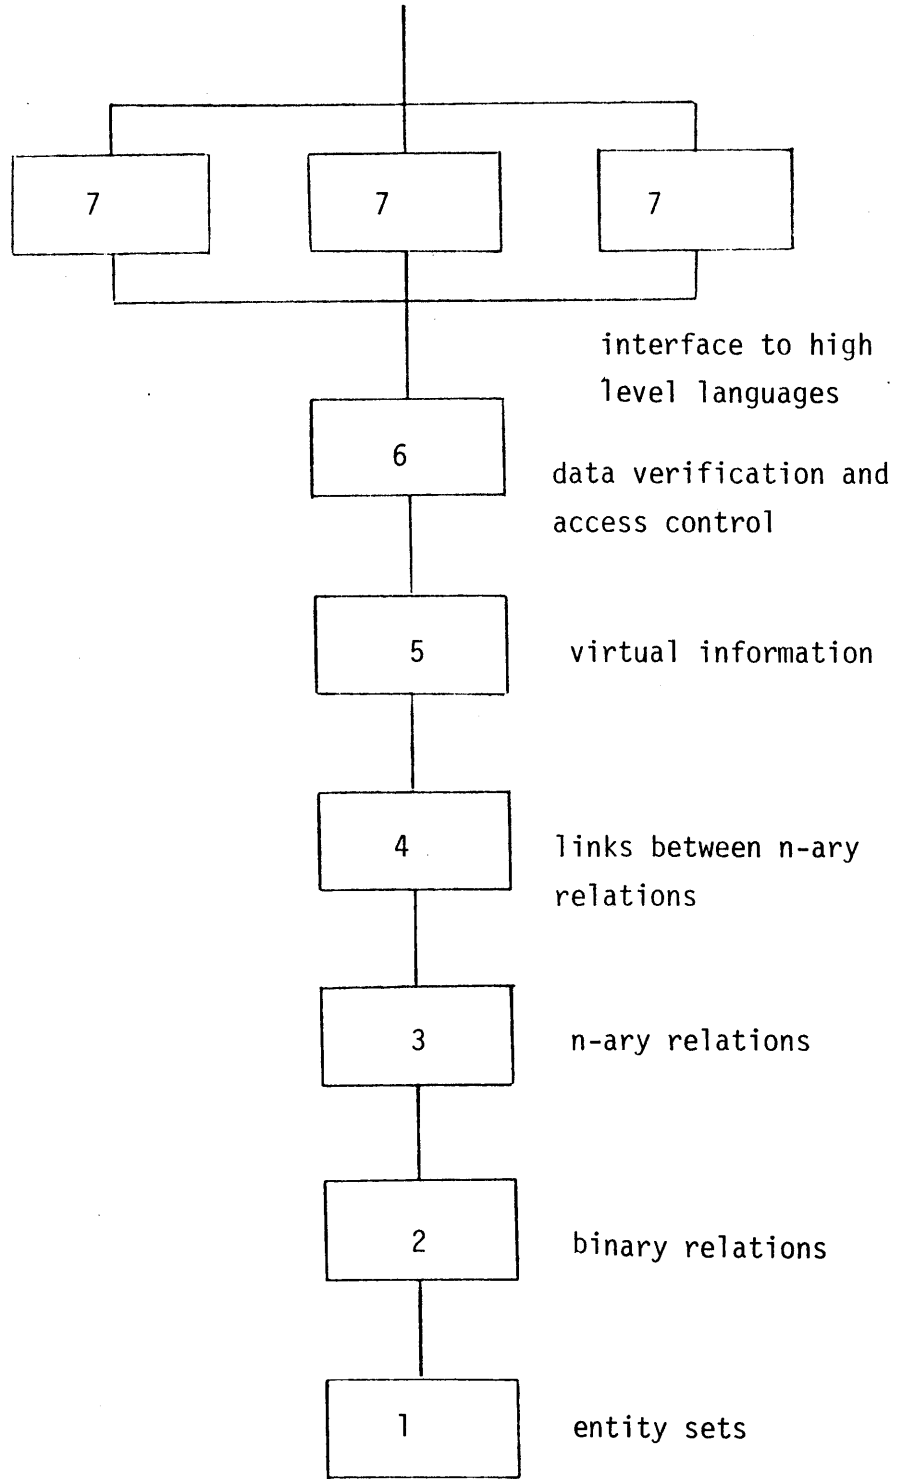 7 7 7
interface to high
level languages
6
data verification and
access control
5 virtual information
4 links between n-ary
relations
3 n-ary relations
2 binary relations
1 entity sets